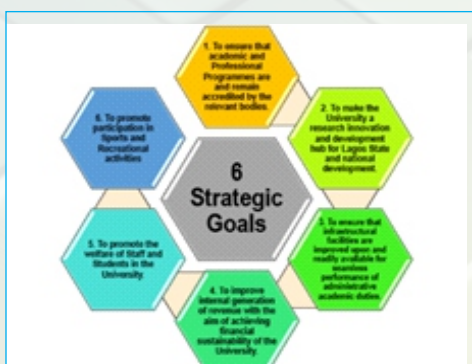 1. To ensure that
academic and
Professional
Programmes are
and remain
accredited by the
relevant bodies.
2. To make the
University a
research innovation
and development
hub for Lagos State
and national
development.
3. To ensure that
infrastructural
facilities are
improved upon and
readily available for
seamless
performance of
administrative
academic duties.
4. To improve
internal generation
of revenue with the
aim of achieving
financial
sustainability of the
University.
5. To promote the
welfare of Staff and
Students in the
University.
6. To promote
participation in
Sports and
Recreational
activities
6
Strategic
Goals